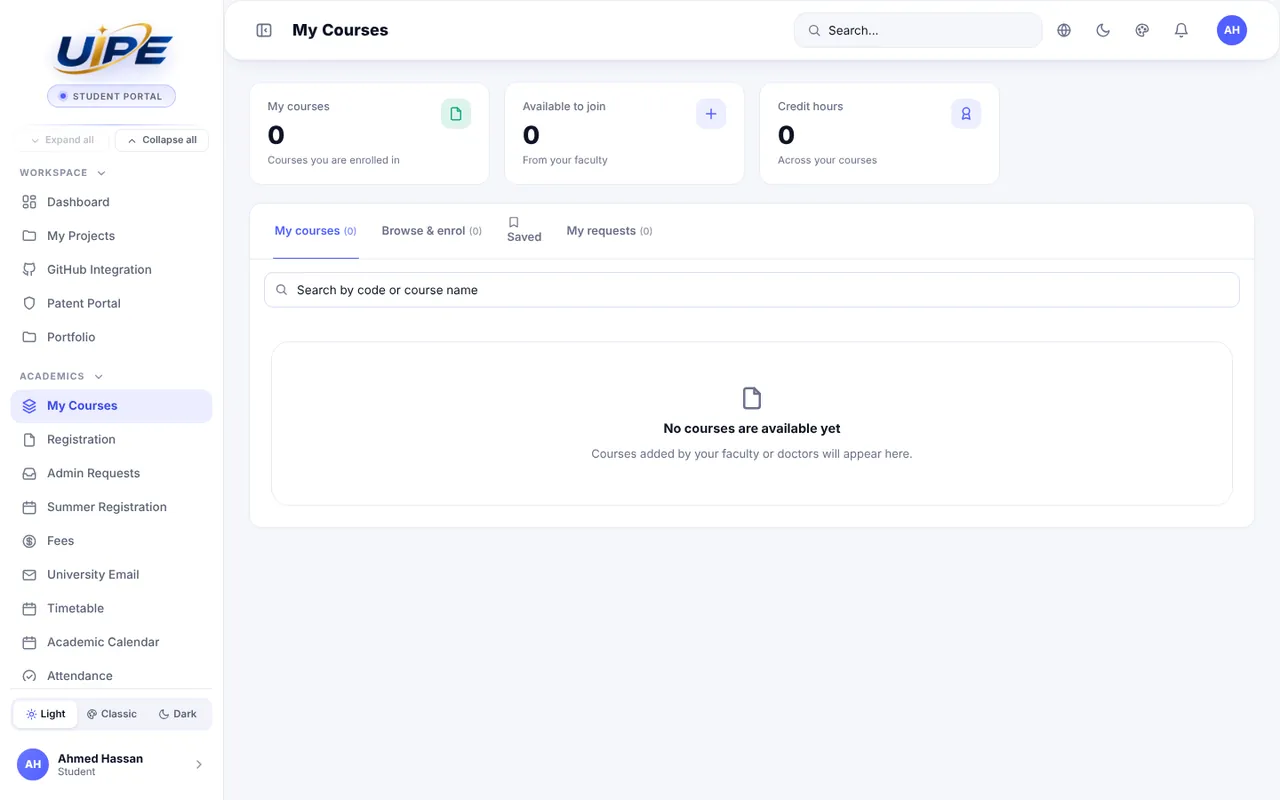 UIPE
STUDENT PORTAL
Expand all
Collapse all
WORKSPACE
Dashboard
My Projects
GitHub Integration
Patent Portal
Portfolio
ACADEMICS
My Courses
Registration
Admin Requests
Summer Registration
Fees
University Email
Timetable
Academic Calendar
Attendance
Light
Classic
Dark
AH
Ahmed Hassan
Student
My Courses
Search...
AH
My courses
0
Courses you are enrolled in
Available to join
0
From your faculty
Credit hours
0
Across your courses
My courses (0)
Browse & enrol (0)
Saved
My requests (0)
Search by code or course name
No courses are available yet
Courses added by your faculty or doctors will appear here.